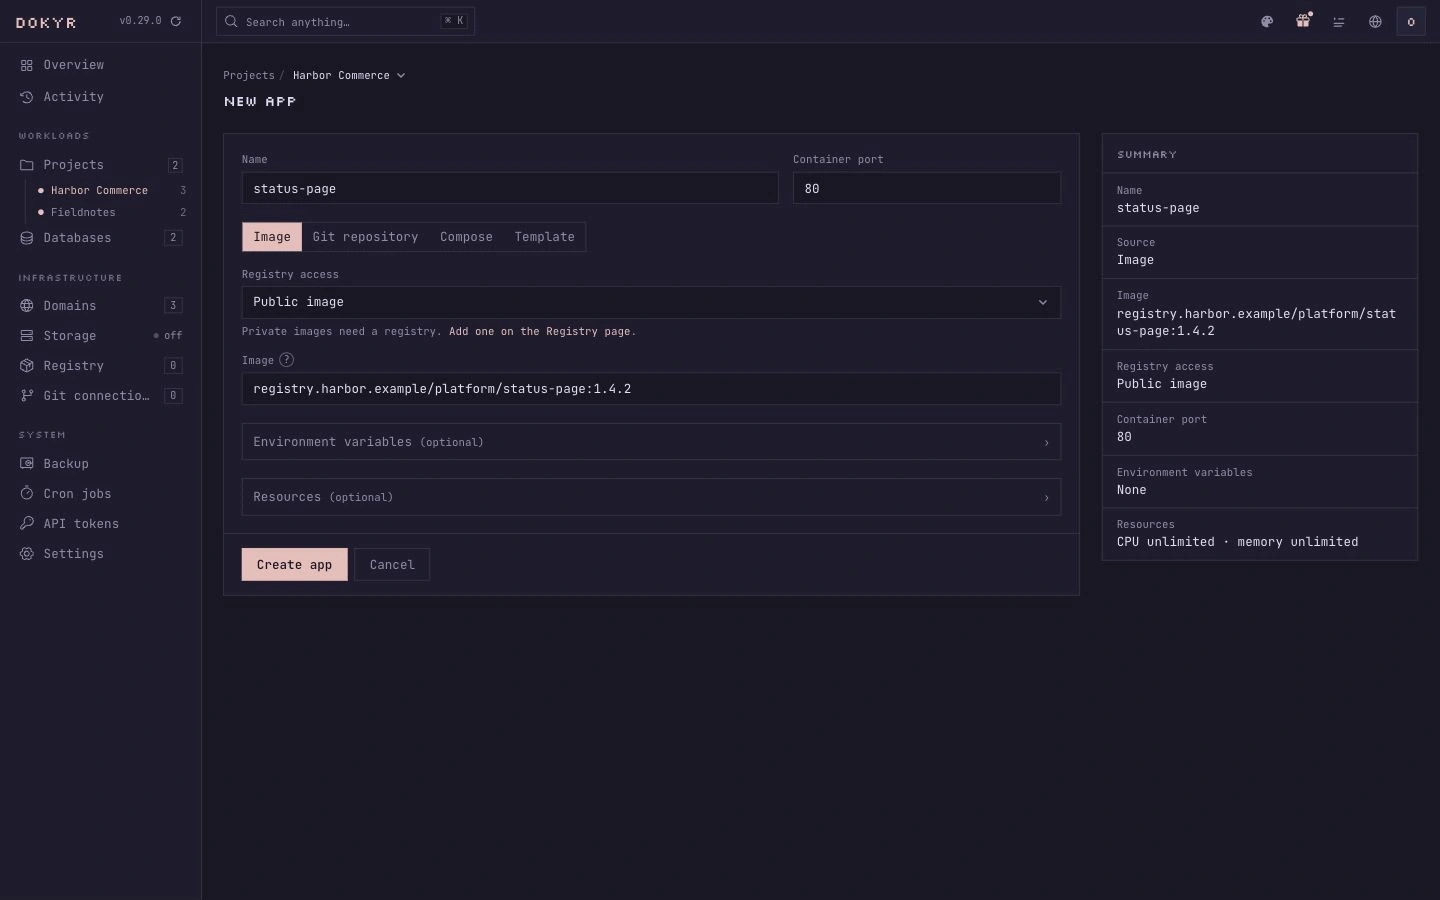 DOKYR
v0.29.0
Search anything…
⌘ K
O
Overview
Activity
WORKLOADS
Projects 2
Harbor Commerce 3
Fieldnotes 2
Databases 2
INFRASTRUCTURE
Domains 3
Storage off
Registry 0
Git connectio… 0
SYSTEM
Backup
Cron jobs
API tokens
Settings
Projects / Harbor Commerce
NEW APP
Name
status-page
Container port
80
Image Git repository Compose Template
Registry access
Public image
Private images need a registry. Add one on the Registry page.
Image ?
registry.harbor.example/platform/status-page:1.4.2
Environment variables (optional) ›
Resources (optional) ›
Create app Cancel
SUMMARY
Name
status-page
Source
Image
Image
registry.harbor.example/platform/stat
us-page:1.4.2
Registry access
Public image
Container port
80
Environment variables
None
Resources
CPU unlimited · memory unlimited